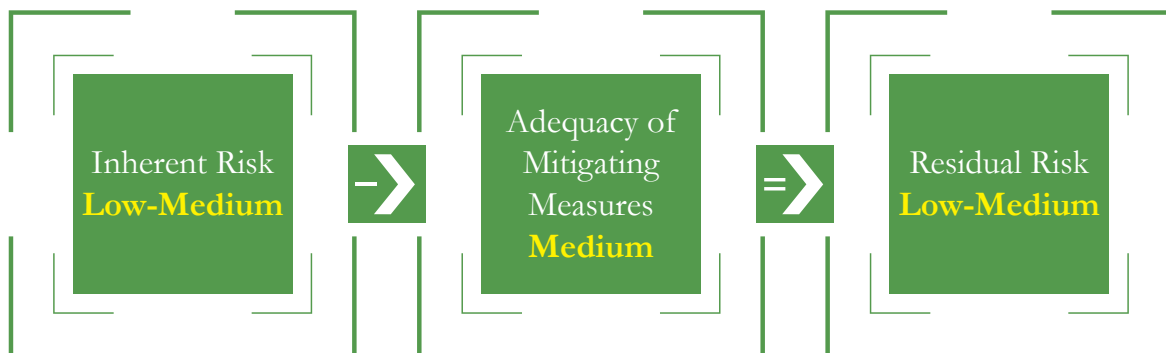 Inherent Risk
Low-Medium
–
Adequacy of
Mitigating
Measures
Medium
=
Residual Risk
Low-Medium